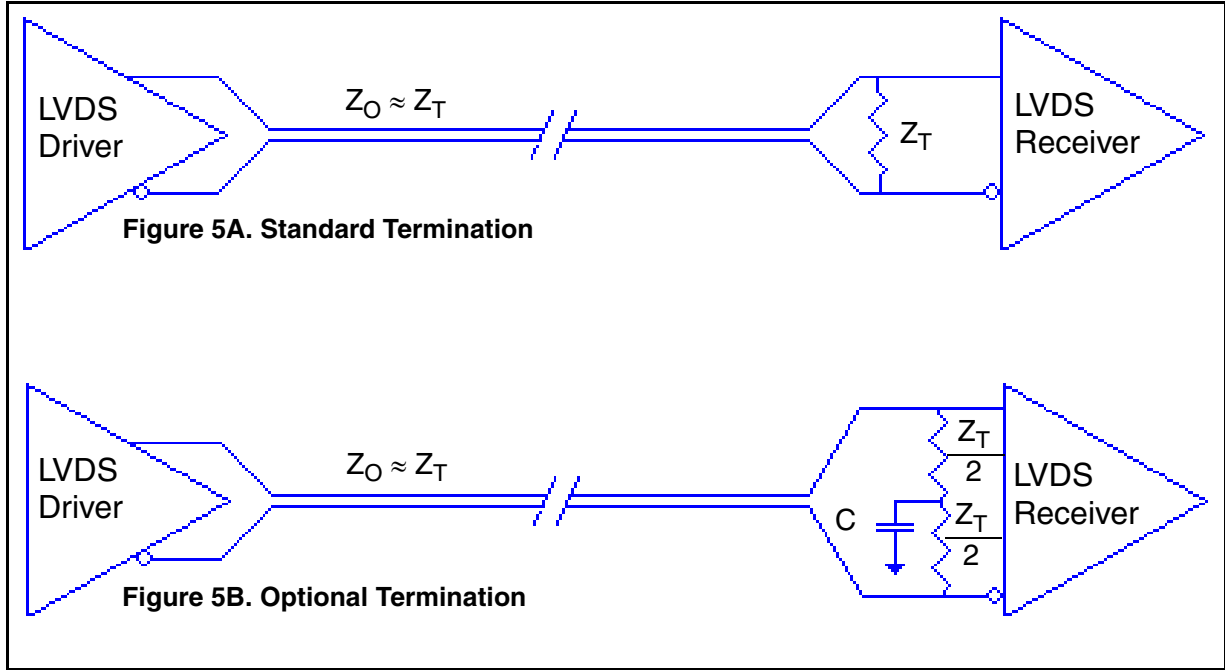 LVDS
Driver
Z_O ≈ Z_T
Z_T
LVDS
Receiver
Figure 5A. Standard Termination
LVDS
Driver
Z_O ≈ Z_T
C
Z_T
2
Z_T
2
LVDS
Receiver
Figure 5B. Optional Termination